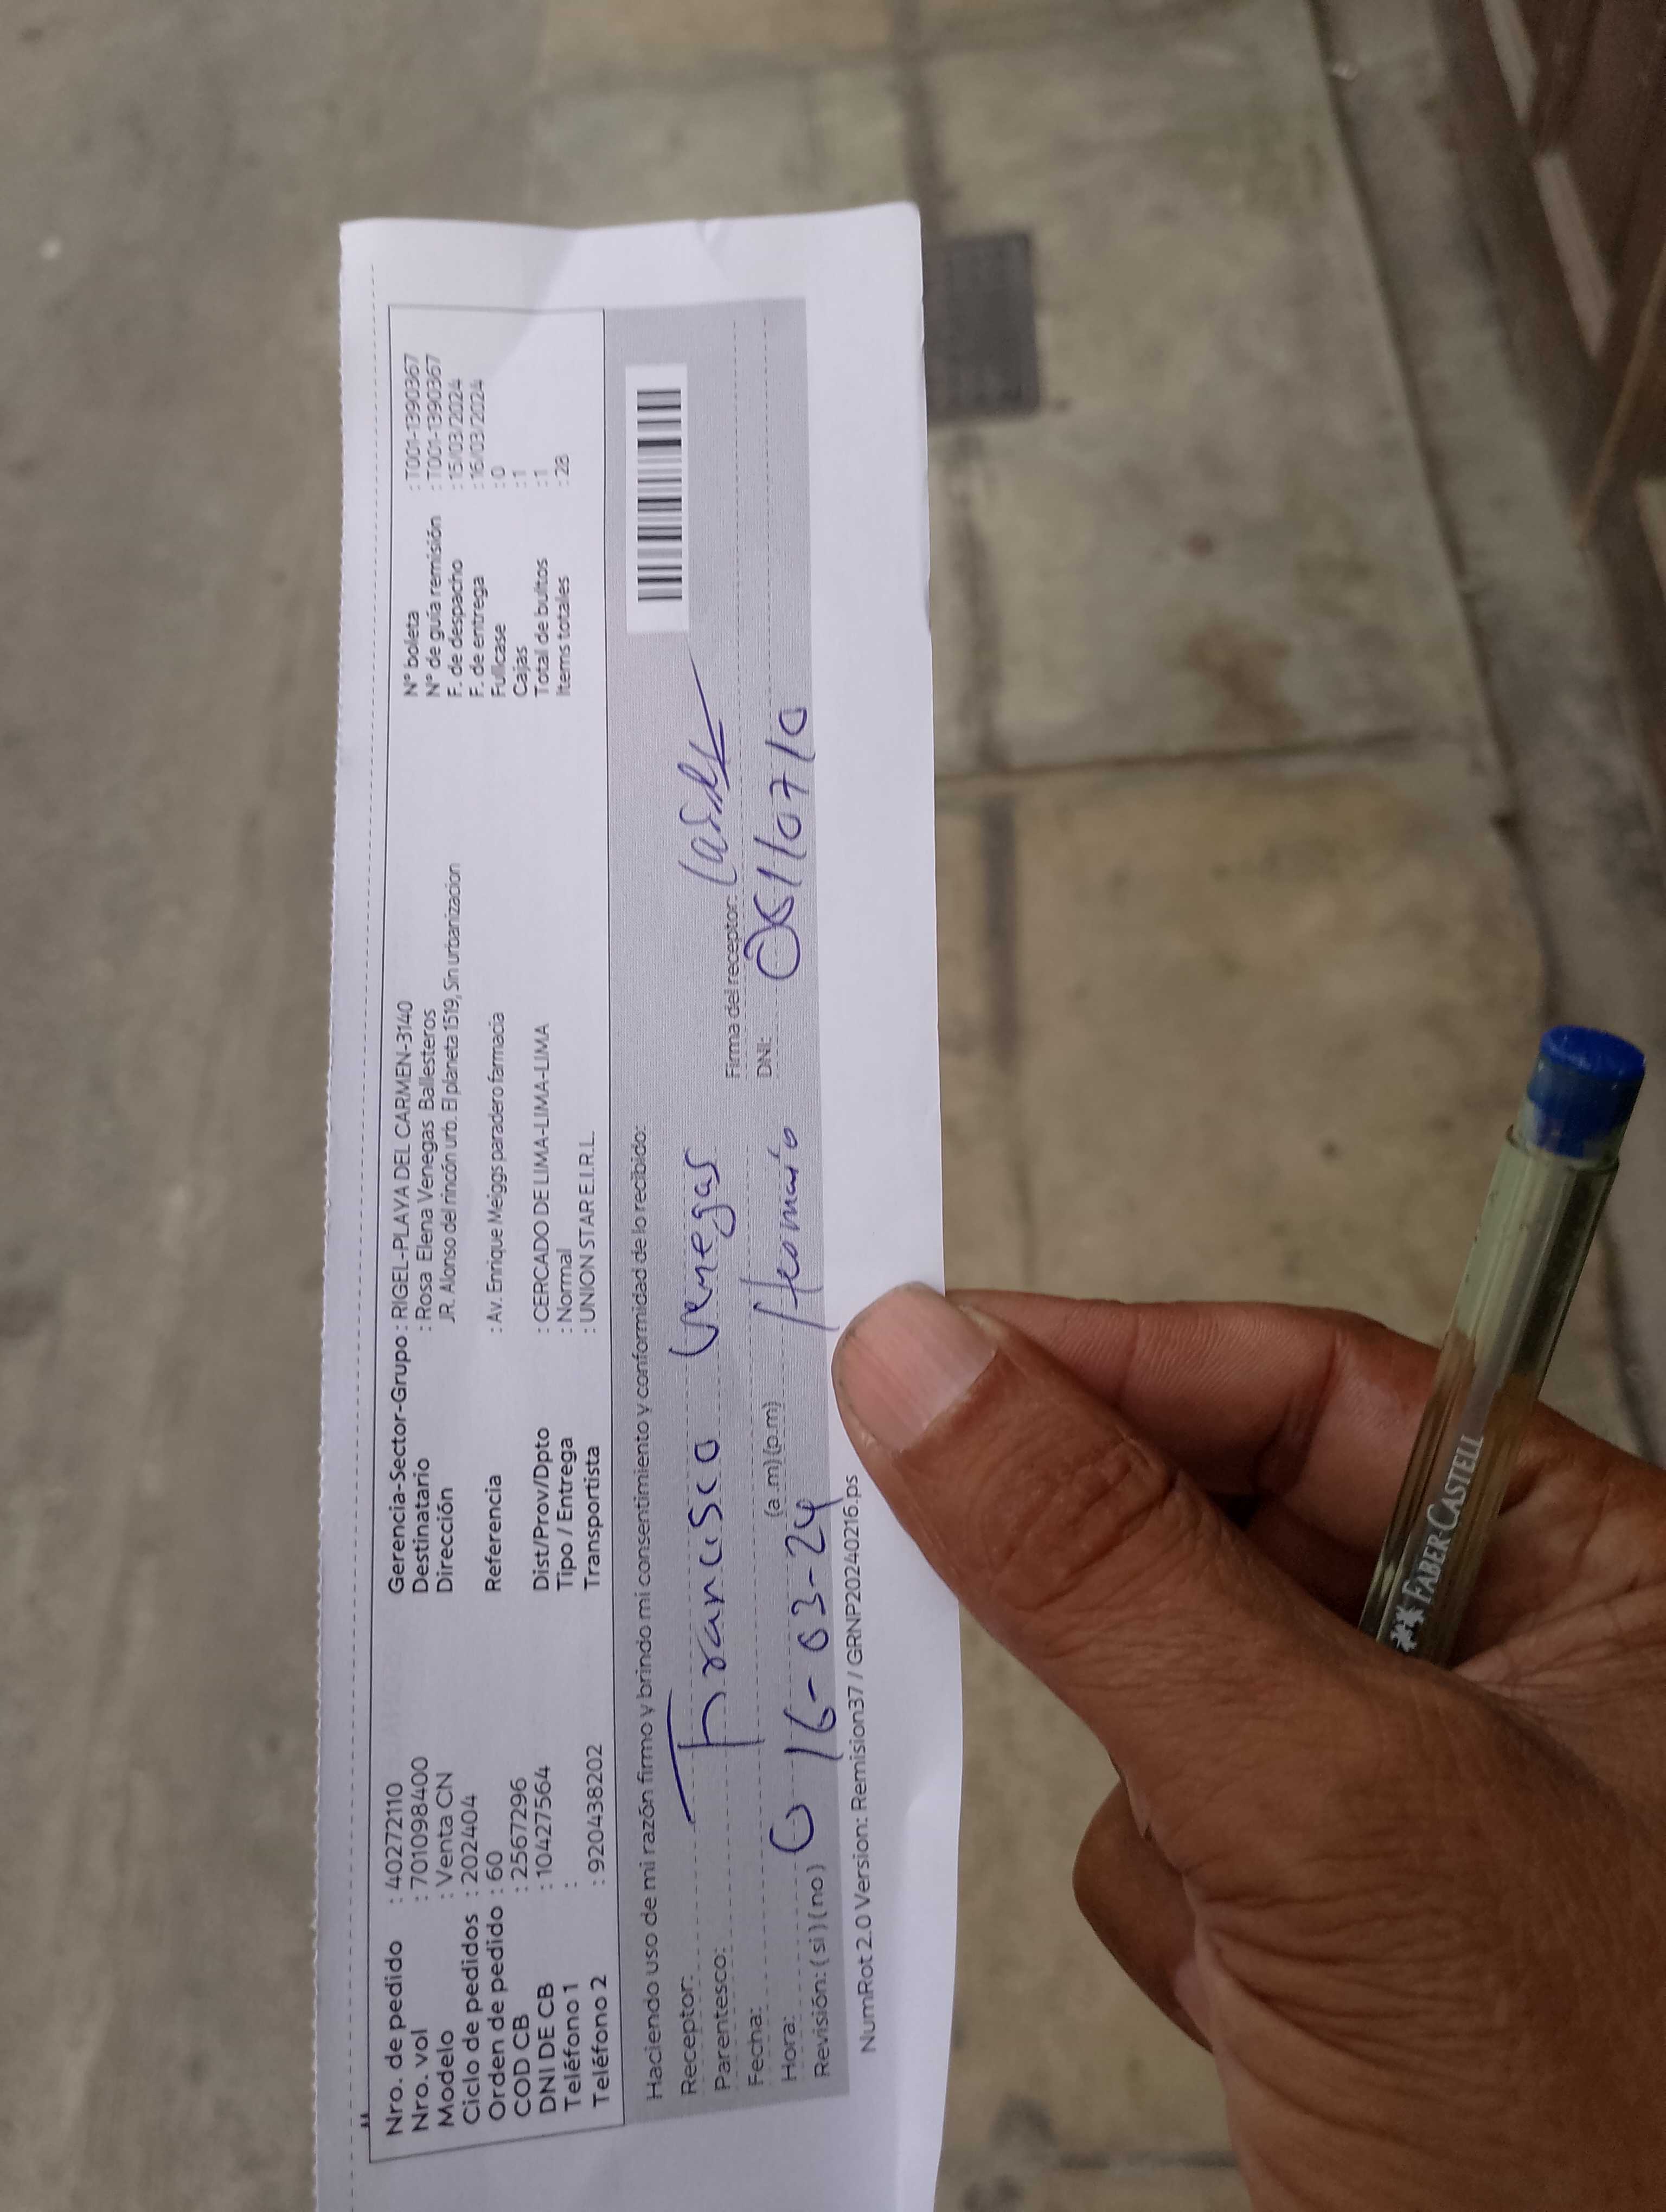 Nro. de pedido : 40272110
Nro. vol : 7010984​00
Modelo : Venta CN
Ciclo de pedidos : 202404
Orden de pedido : 60
COD CB : 2567296
DNI DE CB : 10427564
Teléfono 1 :
Teléfono 2 : 920438202
Gerencia-Sector-Grupo : RIGEL-PLAYA DEL CARMEN-3140
Destinatario : Rosa Elena Venegas Ballesteros
Dirección JR. Alonso del rincón urb. El planeta 1519, Sin urbanizacion
Referencia : Av. Enrique Meiggs paradero farmacia
Dist/Prov/Dpto : CERCADO DE LIMA-LIMA-LIMA
Tipo / Entrega : Normal
Transportista : UNION STAR E.I.R.L.
N° boleta : T001-1390367
N° de guía remisión : T001-1390367
F. de despacho : 15/03/2024
F. de entrega : 16/03/2024
Fullcase : 0
Cajas : 1
Total de bultos : 1
Items totales : 28
Haciendo uso de mi razón firmo y brindo mi consentimiento y conformidad de lo recibido:
Receptor: Francisco Venegas
Parentesco:
Fecha: 16-03-24
Hora: (a.m) (p.m)
Revisión: (si) (no)
Firma del receptor:
DNI:
NumRot 2.0 Version: Remision37 / GRNP20240216.ps
FABER-CASTELL